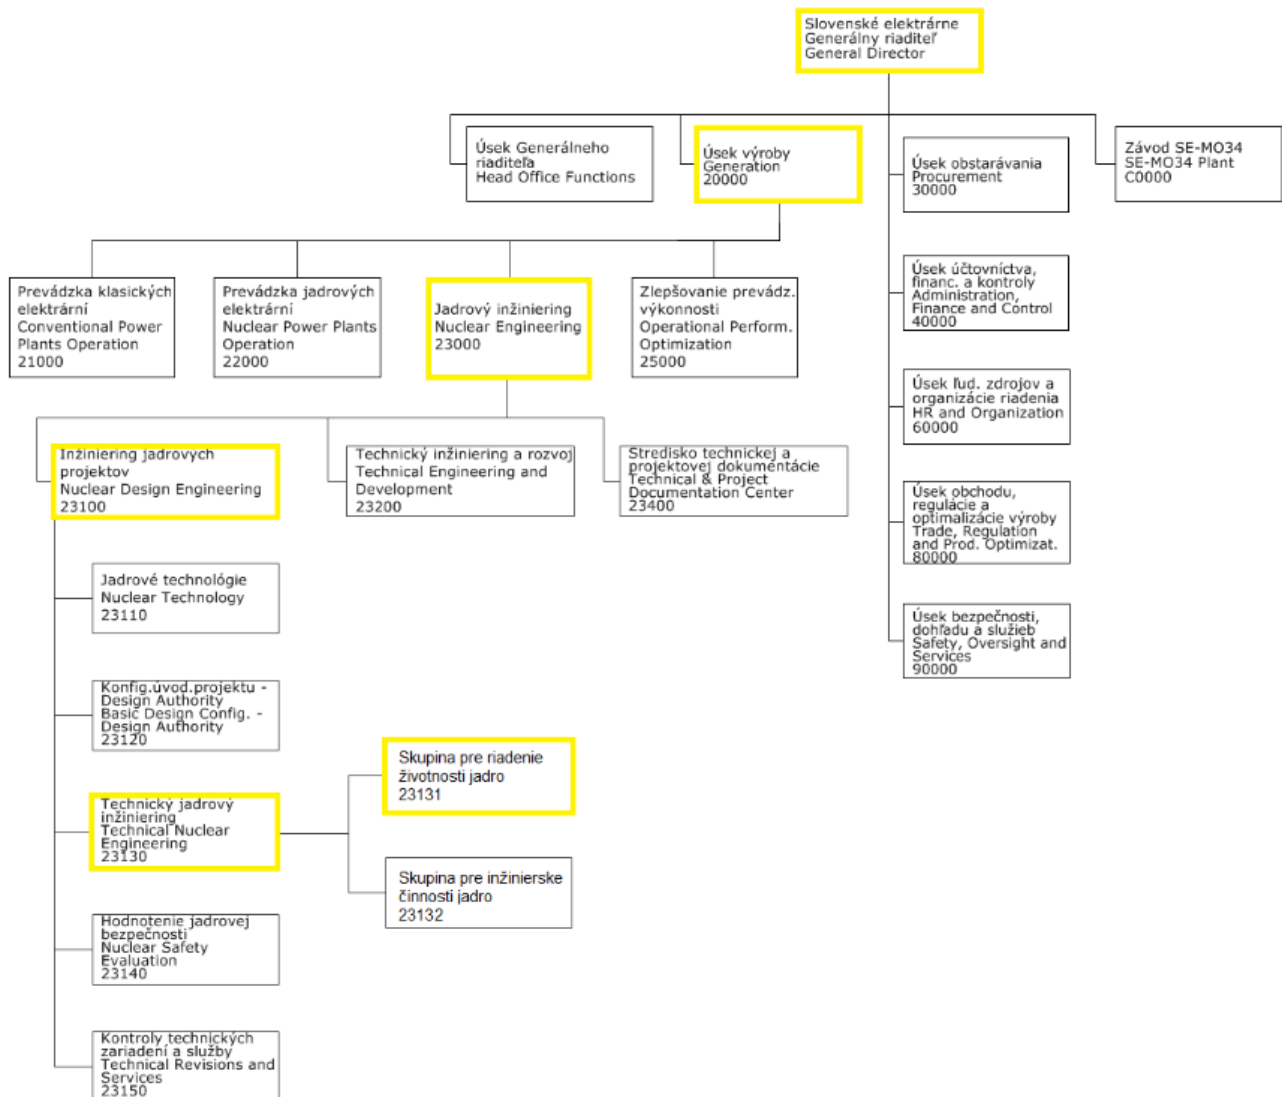 Slovenské elektrárne
Generálny riaditeľ
General Director
Úsek Generálneho
riaditeľa
Head Office Functions
Úsek výroby
Generation
20000
Úsek obstarávania
Procurement
30000
Závod SE-MO34
SE-MO34 Plant
C0000
Úsek účtovníctva,
financ. a kontroly
Administration,
Finance and Control
40000
Úsek ľud. zdrojov a
organizácie riadenia
HR and Organization
60000
Úsek obchodu,
regulácie a
optimalizácie výroby
Trade, Regulation
and Prod. Optimizat.
80000
Úsek bezpečnosti,
dohľadu a služieb
Safety, Oversight and
Services
90000
Prevádzka klasických
elektrární
Conventional Power
Plants Operation
21000
Prevádzka jadrových
elektrární
Nuclear Power Plants
Operation
22000
Jadrový inžiniering
Nuclear Engineering
23000
Zlepšovanie prevádz.
výkonnosti
Operational Perform.
Optimization
25000
Inžiniering jadrovych
projektov
Nuclear Design Engineering
23100
Technický inžiniering a rozvoj
Technical Engineering and
Development
23200
Stredisko technickej a
projektovej dokumentácie
Technical & Project
Documentation Center
23400
Jadrové technológie
Nuclear Technology
23110
Konfig.úvod.projektu -
Design Authority
Basic Design Config. -
Design Authority
23120
Technický jadrový
inžiniering
Technical Nuclear
Engineering
23130
Skupina pre riadenie
životnosti jadro
23131
Skupina pre inžinierske
činnosti jadro
23132
Hodnotenie jadrovej
bezpečnosti
Nuclear Safety
Evaluation
23140
Kontroly technických
zariadení a služby
Technical Revisions and
Services
23150